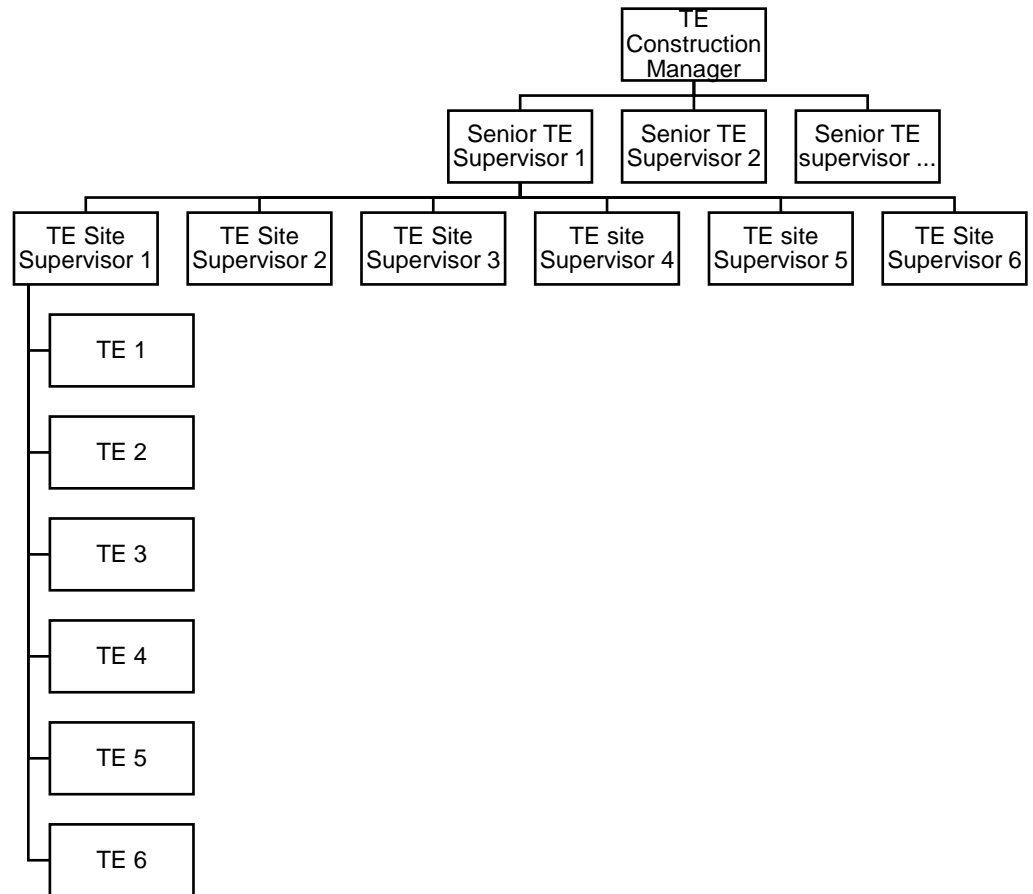 TE
Construction
Manager
Senior TE
Supervisor 1
Senior TE
Supervisor 2
Senior TE
supervisor ...
TE Site
Supervisor 1
TE Site
Supervisor 2
TE Site
Supervisor 3
TE site
Supervisor 4
TE site
Supervisor 5
TE Site
Supervisor 6
TE 1
TE 2
TE 3
TE 4
TE 5
TE 6